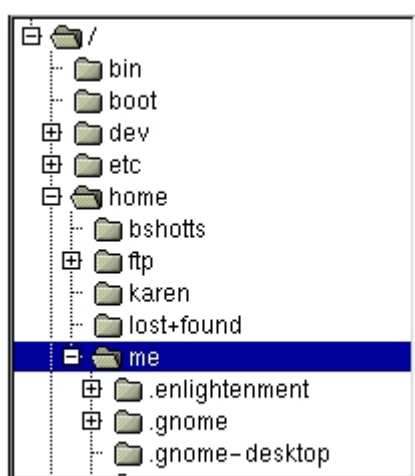 /
bin
boot
dev
etc
home
bshotts
ftp
karen
lost+found
me
.enlightenment
.gnome
.gnome-desktop